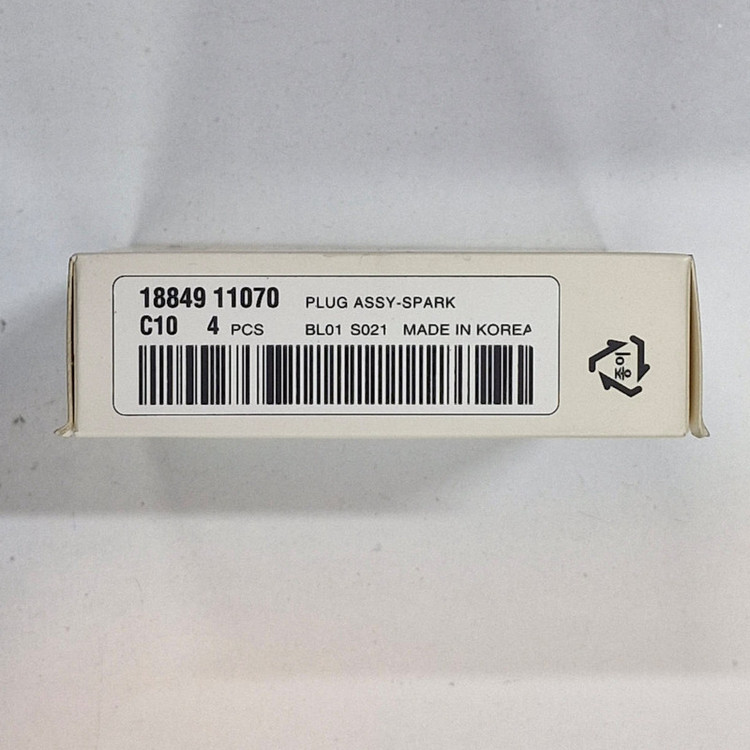 18849 11070 PLUG ASSY-SPARK
C10 4 PCS BL01 S021 MADE IN KOREA
종이